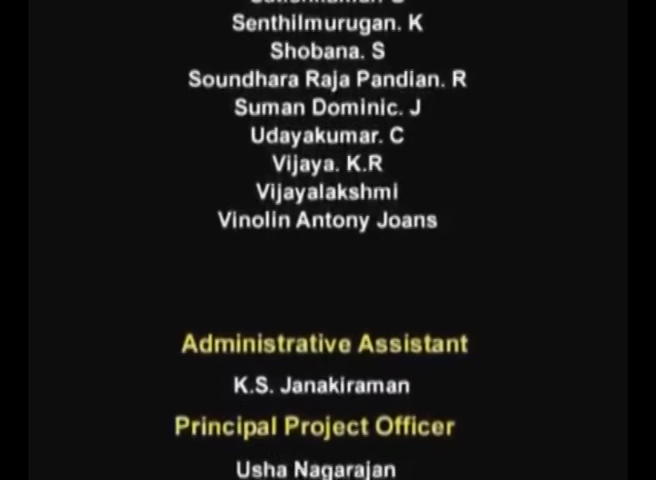 Senthilmurugan. K
Shobana. S
Soundhara Raja Pandian. R
Suman Dominic. J
Udayakumar. C
Vijaya. K.R
Vijayalakshmi
Vinolin Antony Joans
Administrative Assistant
K.S. Janakiraman
Principal Project Officer
Usha Nagarajan